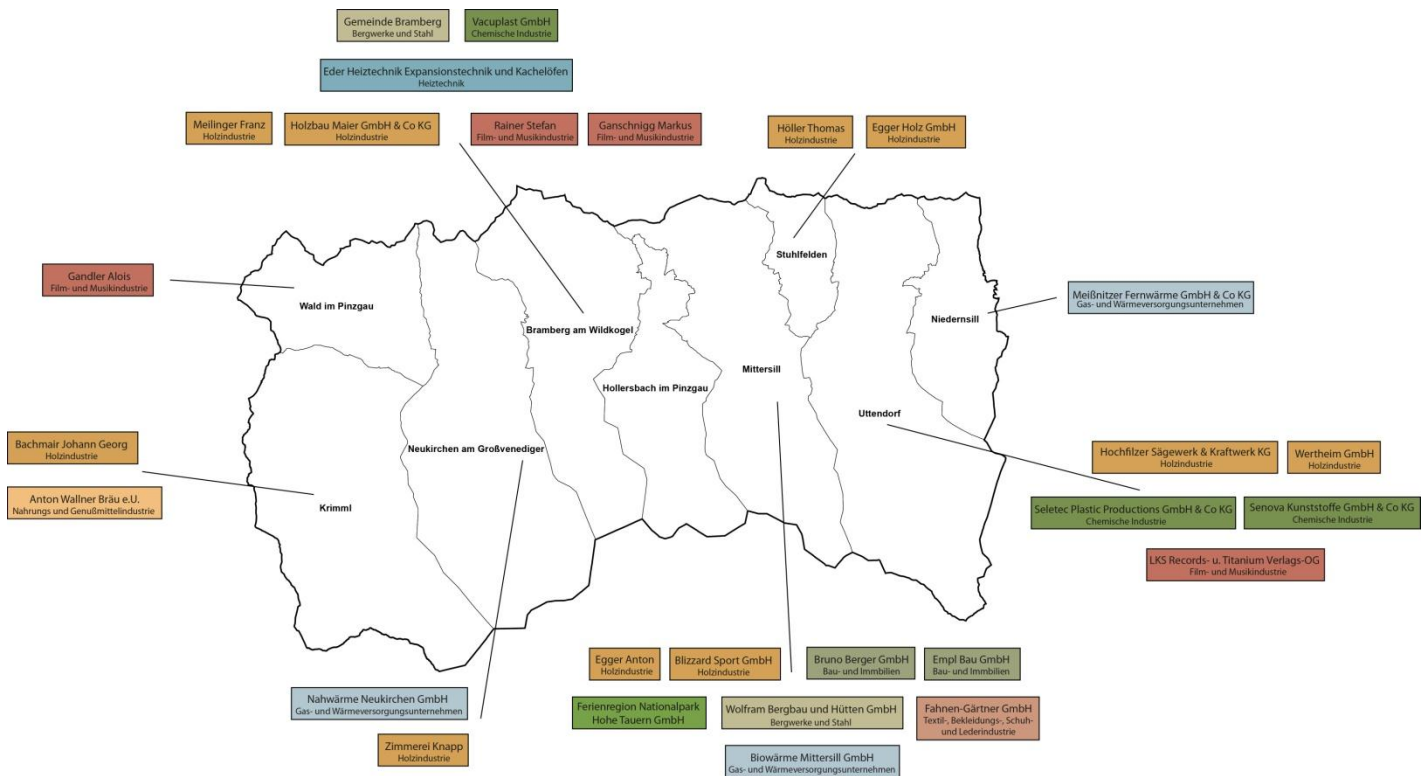 Gemeinde Bramberg
Bergwerke und Stahl
Vacuplast GmbH
Chemische Industrie
Eder Heiztechnik Expansionstechnik und Kachelöfen
Heiztechnik
Meilinger Franz
Holzindustrie
Holzbau Maier GmbH & Co KG
Holzindustrie
Rainer Stefan
Film- und Musikindustrie
Ganschnigg Markus
Film- und Musikindustrie
Höller Thomas
Holzindustrie
Egger Holz GmbH
Holzindustrie
Stuhlfelden
Gandler Alois
Film- und Musikindustrie
Wald im Pinzgau
Meißnitzer Fernwärme GmbH & Co KG
Gas- und Wärmeversorgungsunternehmen
Niedernsill
Bramberg am Wildkogel
Mittersill
Hollersbach im Pinzgau
Uttendorf
Bachmair Johann Georg
Holzindustrie
Neukirchen am Großvenediger
Hochfilzer Sägewerk & Kraftwerk KG
Holzindustrie
Wertheim GmbH
Holzindustrie
Anton Wallner Bräu e.U.
Nahrungs und Genußmittelindustrie
Krimml
Seletec Plastic Productions GmbH & Co KG
Chemische Industrie
Senova Kunststoffe GmbH & Co KG
Chemische Industrie
LKS Records- u. Titanium Verlags-OG
Film- und Musikindustrie
Egger Anton
Holzindustrie
Blizzard Sport GmbH
Holzindustrie
Bruno Berger GmbH
Bau- und Immbilien
Empl Bau GmbH
Bau- und Immbilien
Nahwärme Neukirchen GmbH
Gas- und Wärmeversorgungsunternehmen
Ferienregion Nationalpark
Hohe Tauern GmbH
Wolfram Bergbau und Hütten GmbH
Bergwerke und Stahl
Fahnen-Gärtner GmbH
Textil-, Bekleidungs-, Schuh-
und Lederindustrie
Zimmerei Knapp
Holzindustrie
Biowärme Mittersill GmbH
Gas- und Wärmeversorgungsunternehmen